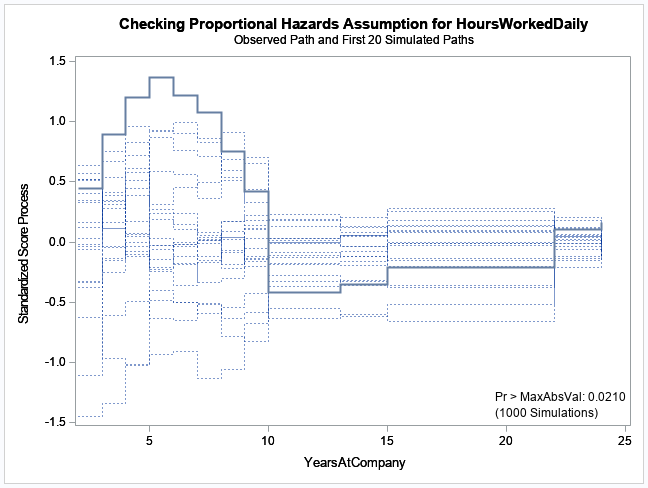 Checking Proportional Hazards Assumption for HoursWorkedDaily
Observed Path and First 20 Simulated Paths
Standardized Score Process
1.5
1.0
0.5
0.0
-0.5
-1.0
-1.5
Pr > MaxAbsVal: 0.0210
(1000 Simulations)
5 10 15 20 25
YearsAtCompany